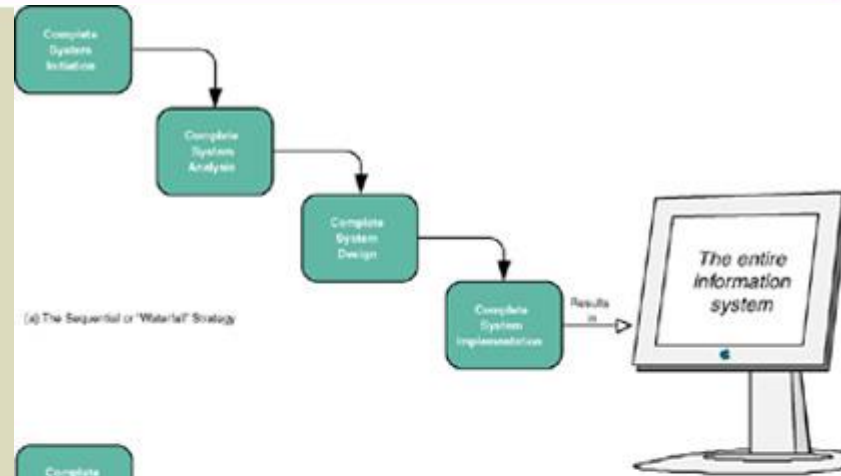 Complete
System
Initiation
Complete
System
Analysis
Complete
System
Design
Complete
System
Implementation
Results
in
The entire
information
system
(a) The Sequential or "Waterfall" Strategy
Complete